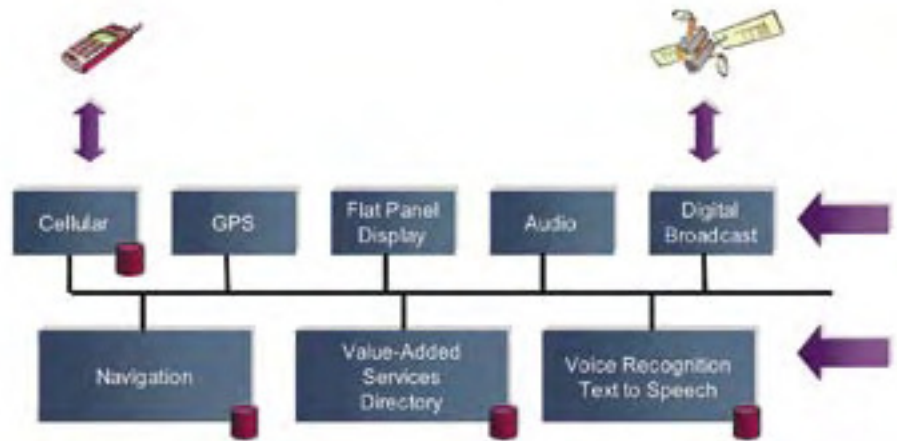 Cellular
GPS
Flat Panel
Display
Audio
Digital
Broadcast
Navigation
Value-Added
Services
Directory
Voice Recognition
Text to Speech